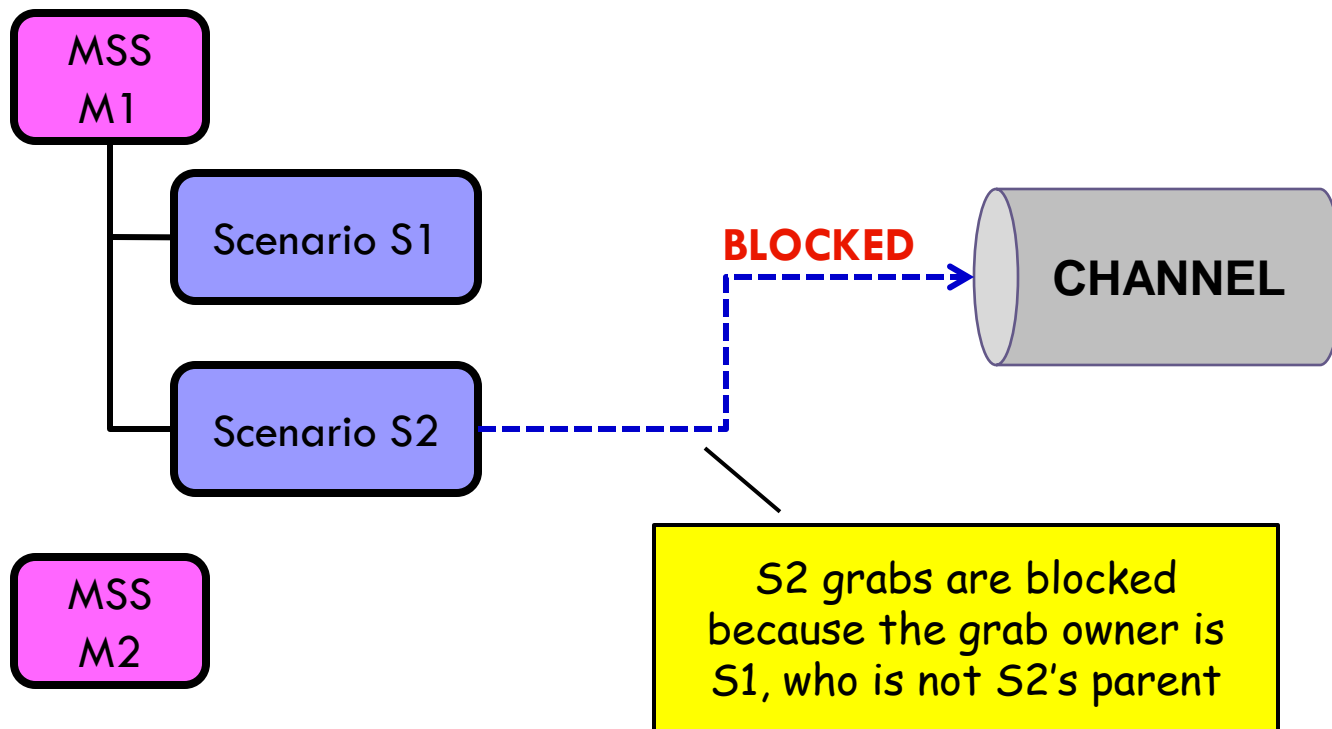 MSS
M1
Scenario S1
BLOCKED
CHANNEL
Scenario S2
MSS
M2
S2 grabs are blocked
because the grab owner is
S1, who is not S2’s parent